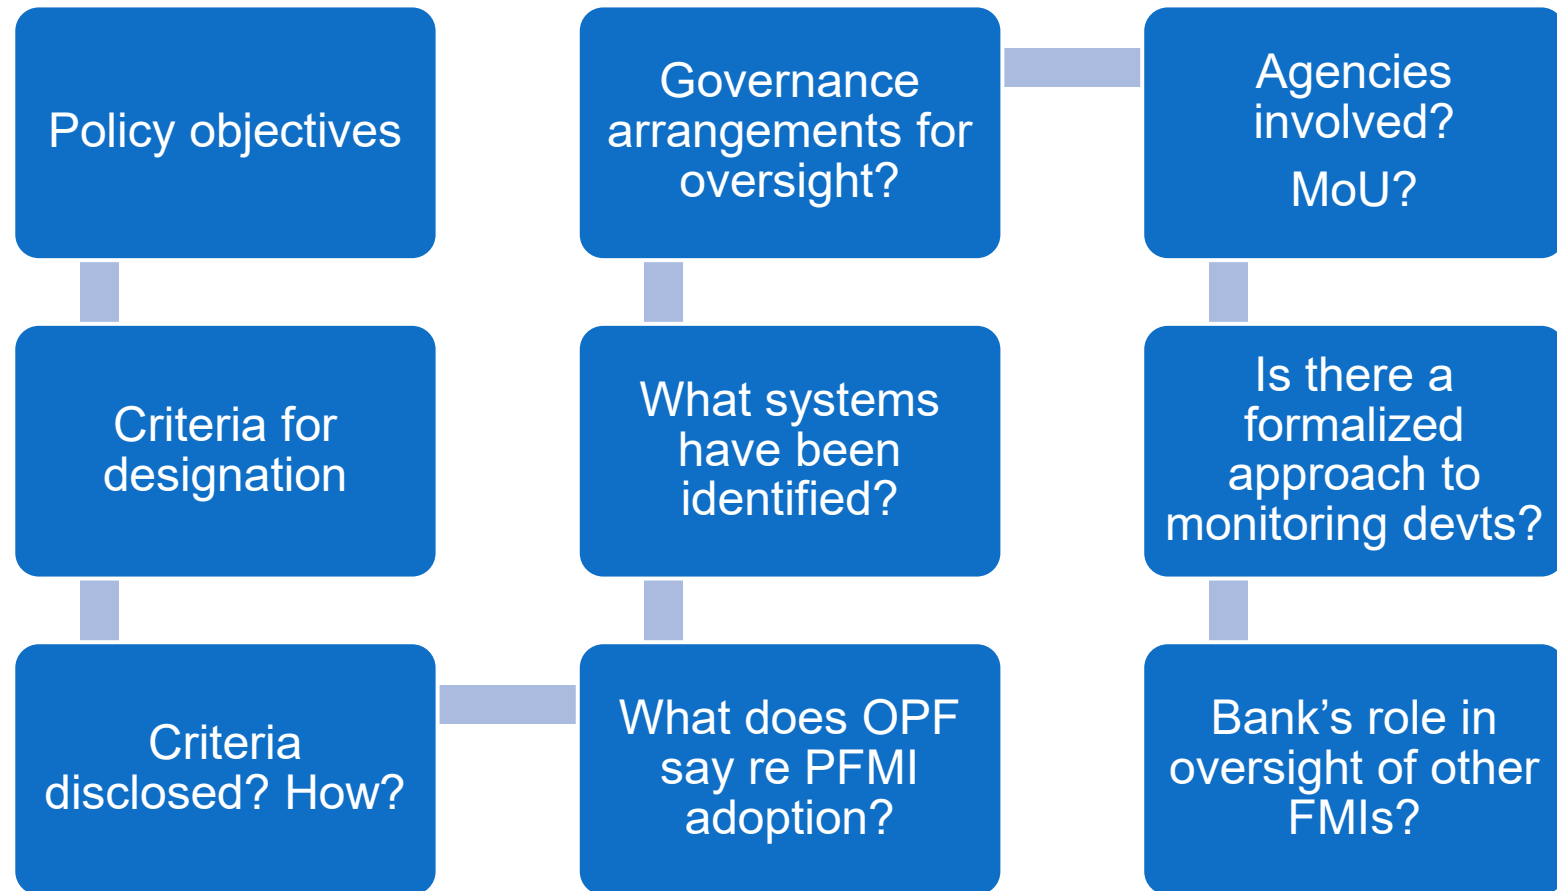 Policy objectives
Criteria for
designation
Criteria
disclosed? How?
What does OPF
say re PFMI
adoption?
What systems
have been
identified?
Governance
arrangements for
oversight?
Agencies
involved?
MoU?
Is there a
formalized
approach to
monitoring devts?
Bank’s role in
oversight of other
FMIs?